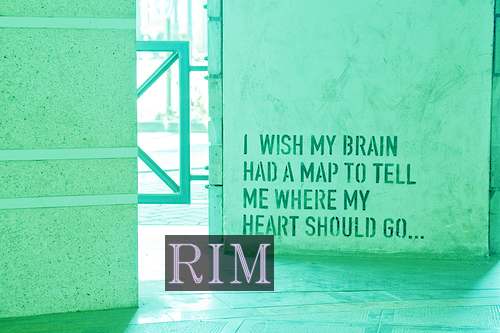 I WISH MY BRAIN
HAD A MAP TO TELL
ME WHERE MY
HEART SHOULD GO...
RIM